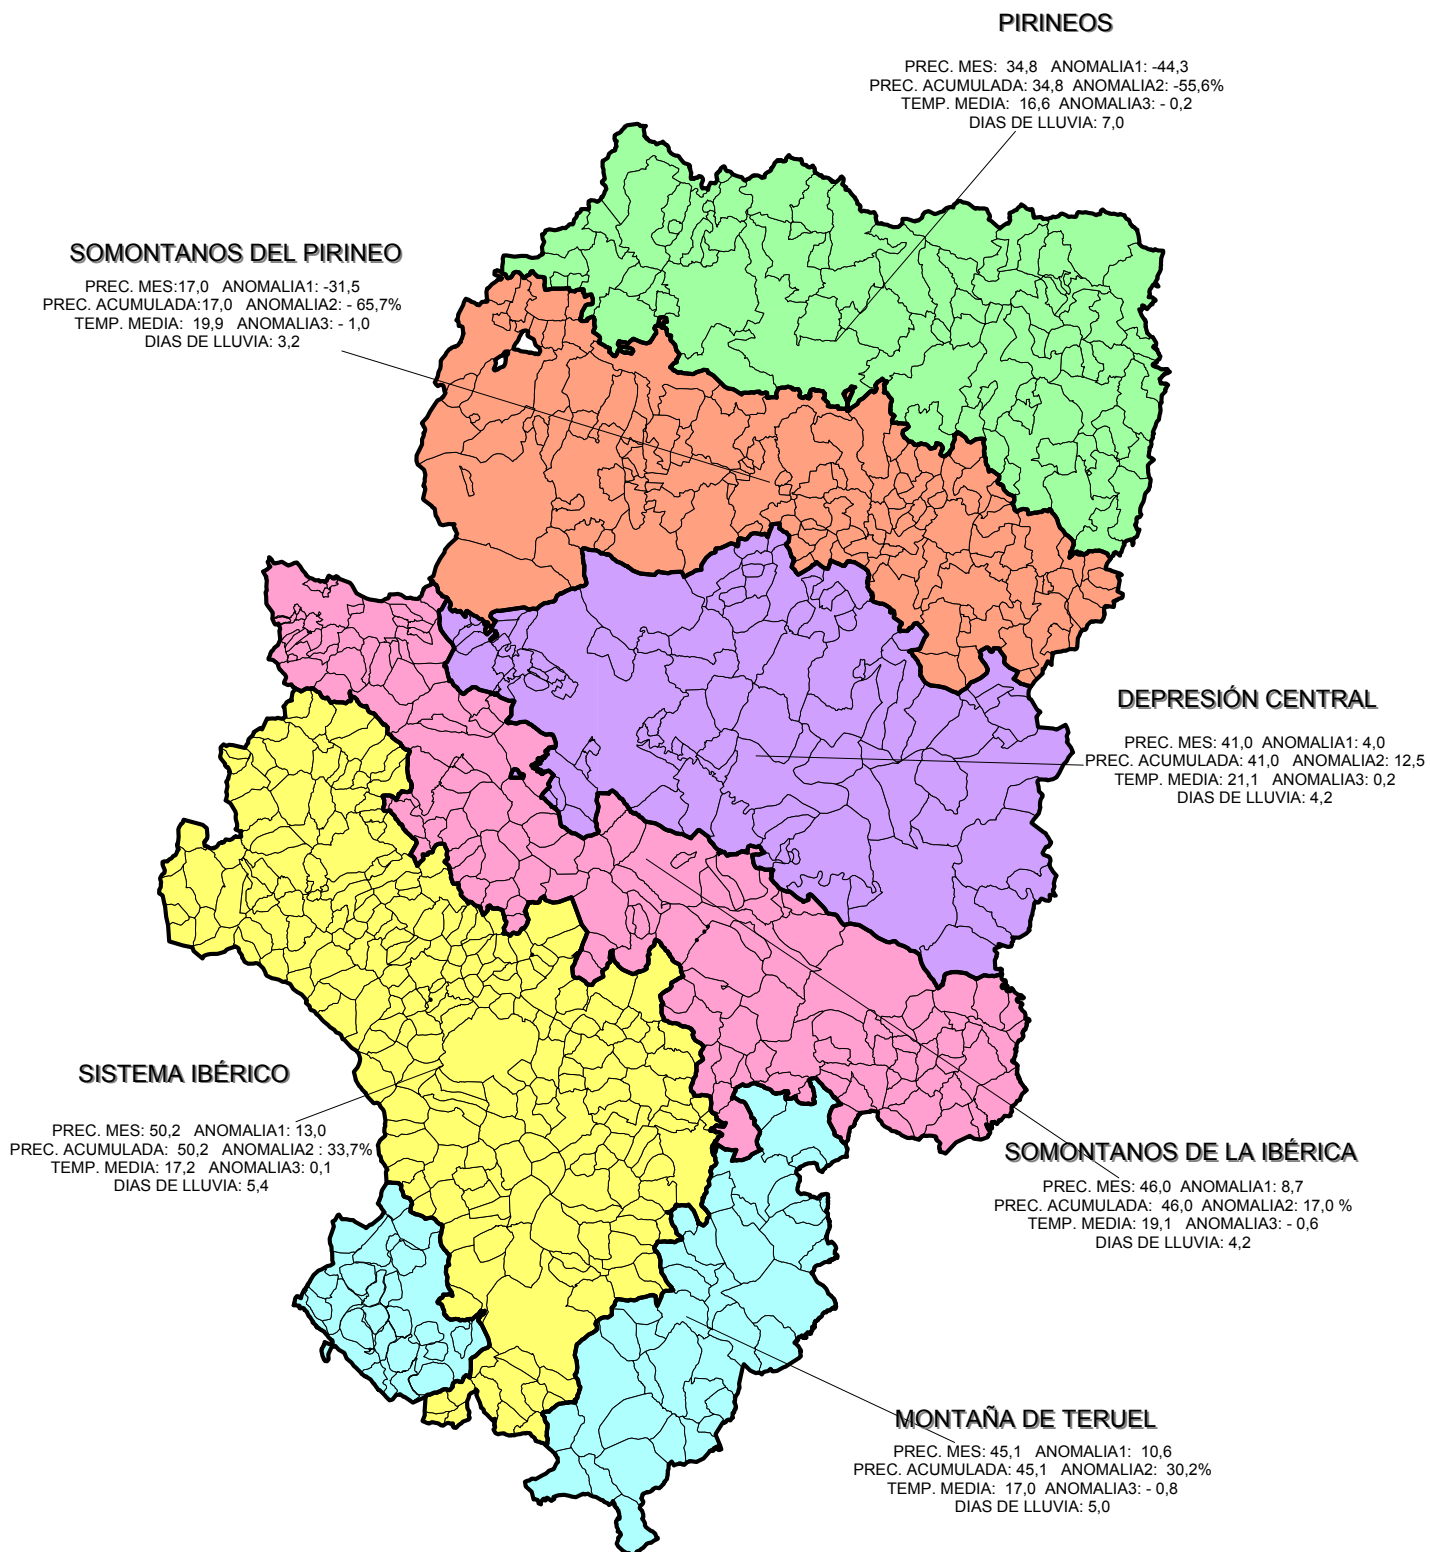 PIRINEOS
PREC. MES: 34,8 ANOMALIA1: -44,3
PREC. ACUMULADA: 34,8 ANOMALIA2: -55,6%
TEMP. MEDIA: 16,6 ANOMALIA3: - 0,2
DIAS DE LLUVIA: 7,0
SOMONTANOS DEL PIRINEO
PREC. MES:17,0 ANOMALIA1: -31,5
PREC. ACUMULADA:17,0 ANOMALIA2: - 65,7%
TEMP. MEDIA: 19,9 ANOMALIA3: - 1,0
DIAS DE LLUVIA: 3,2
DEPRESIÓN CENTRAL
PREC. MES: 41,0 ANOMALIA1: 4,0
PREC. ACUMULADA: 41,0 ANOMALIA2: 12,5
TEMP. MEDIA: 21,1 ANOMALIA3: 0,2
DIAS DE LLUVIA: 4,2
SISTEMA IBÉRICO
PREC. MES: 50,2 ANOMALIA1: 13,0
PREC. ACUMULADA: 50,2 ANOMALIA2 : 33,7%
TEMP. MEDIA: 17,2 ANOMALIA3: 0,1
DIAS DE LLUVIA: 5,4
SOMONTANOS DE LA IBÉRICA
PREC. MES: 46,0 ANOMALIA1: 8,7
PREC. ACUMULADA: 46,0 ANOMALIA2: 17,0 %
TEMP. MEDIA: 19,1 ANOMALIA3: - 0,6
DIAS DE LLUVIA: 4,2
MONTAÑA DE TERUEL
PREC. MES: 45,1 ANOMALIA1: 10,6
PREC. ACUMULADA: 45,1 ANOMALIA2: 30,2%
TEMP. MEDIA: 17,0 ANOMALIA3: - 0,8
DIAS DE LLUVIA: 5,0